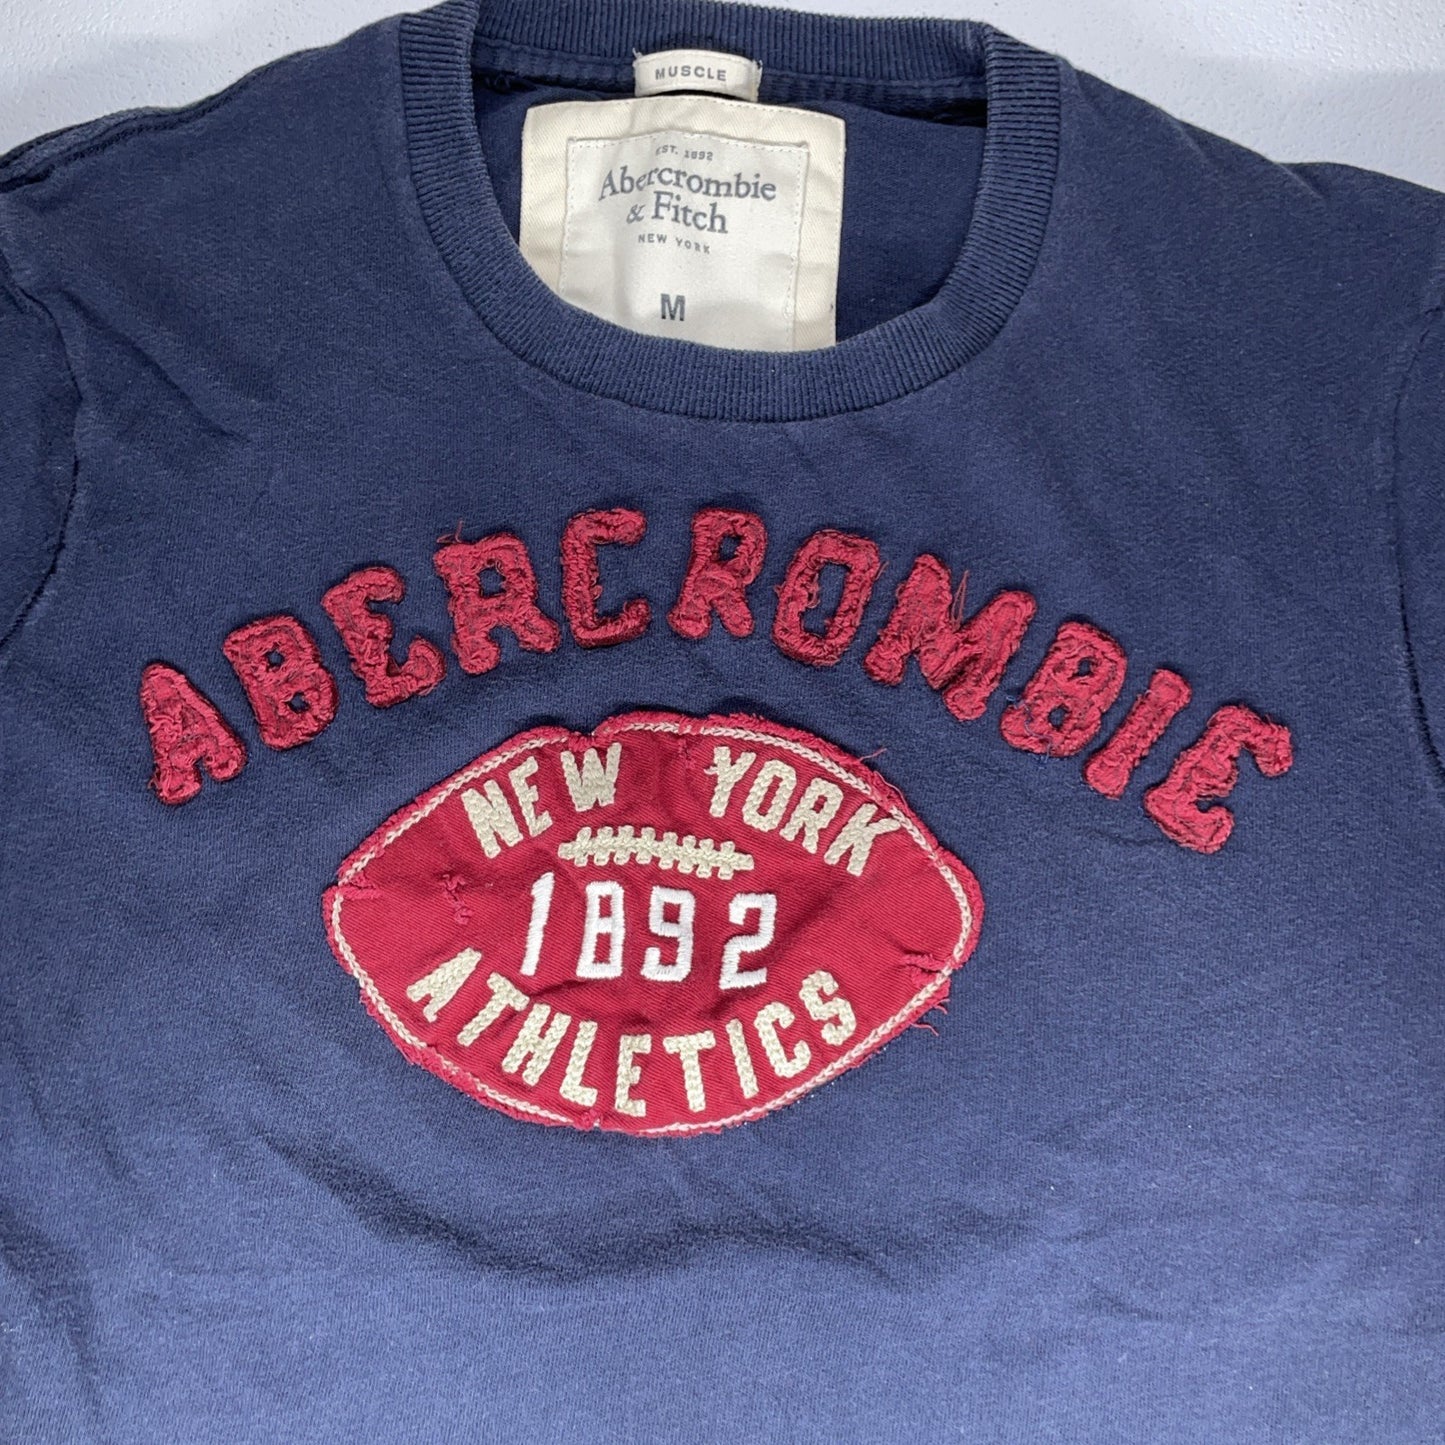 MUSCLE
EST. 1892
Abercrombie
& Fitch
NEW YORK
M
ABERCROMBIE
NEW YORK
1892
ATHLETICS